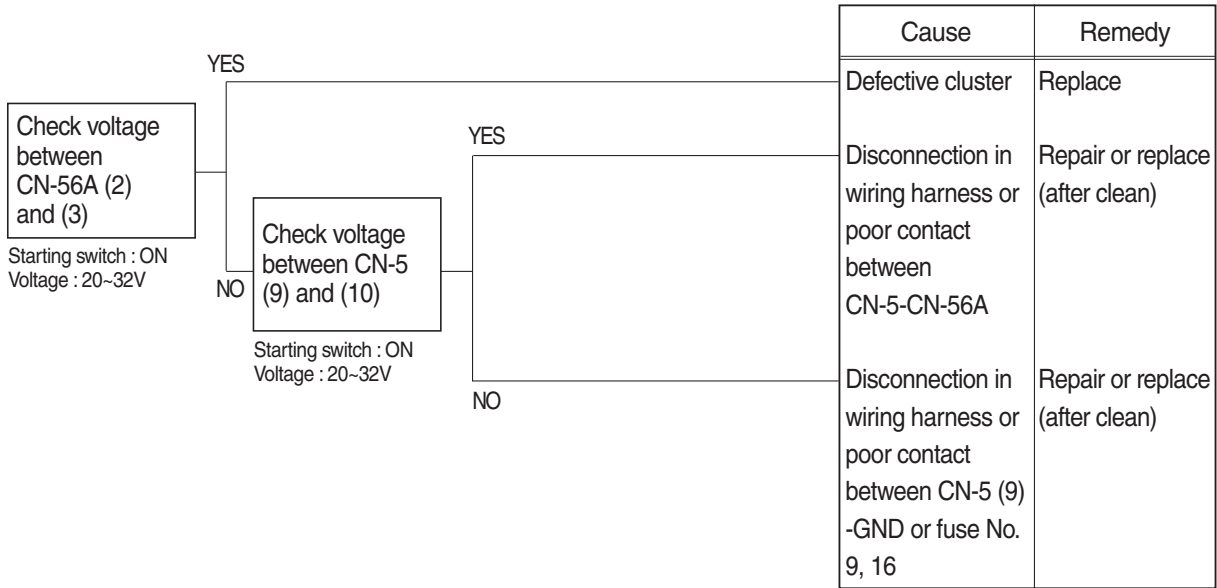 Cause
Remedy
YES
Defective cluster
Replace
Check voltage
between
CN-56A (2)
and (3)
Starting switch : ON
Voltage : 20~32V
YES
Disconnection in
wiring harness or
poor contact
between
CN-5-CN-56A
Repair or replace
(after clean)
NO
Check voltage
between CN-5
(9) and (10)
Starting switch : ON
Voltage : 20~32V
NO
Disconnection in
wiring harness or
poor contact
between CN-5 (9)
-GND or fuse No.
9, 16
Repair or replace
(after clean)